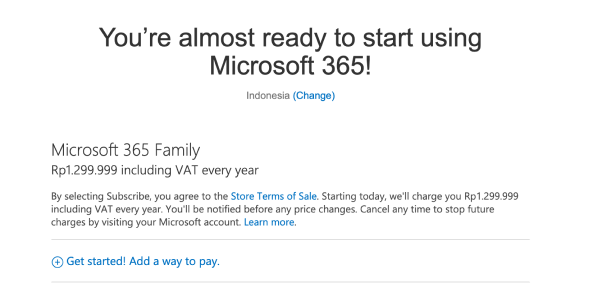 You're almost ready to start using
Microsoft 365!
Indonesia (Change)
Microsoft 365 Family
Rp1.299.999 including VAT every year
By selecting Subscribe, you agree to the Store Terms of Sale. Starting today, we'll charge you Rp1.299.999
including VAT every year. You'll be notified before any price changes. Cancel any time to stop future
charges by visiting your Microsoft account. Learn more.
Get started! Add a way to pay.